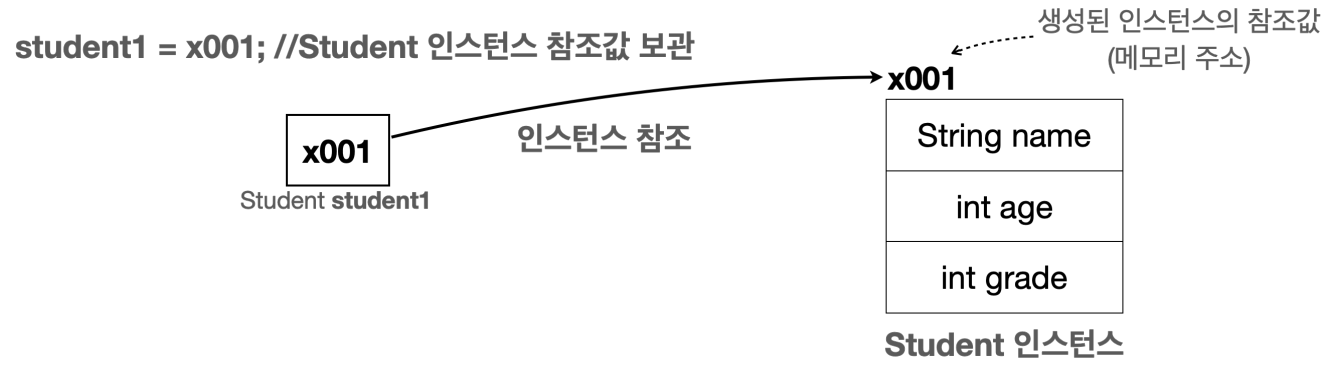 student1 = x001; //Student 인스턴스 참조값 보관
생성된 인스턴스의 참조값
(메모리 주소)
x001
x001
인스턴스 참조
Student student1
String name
int age
int grade
Student 인스턴스